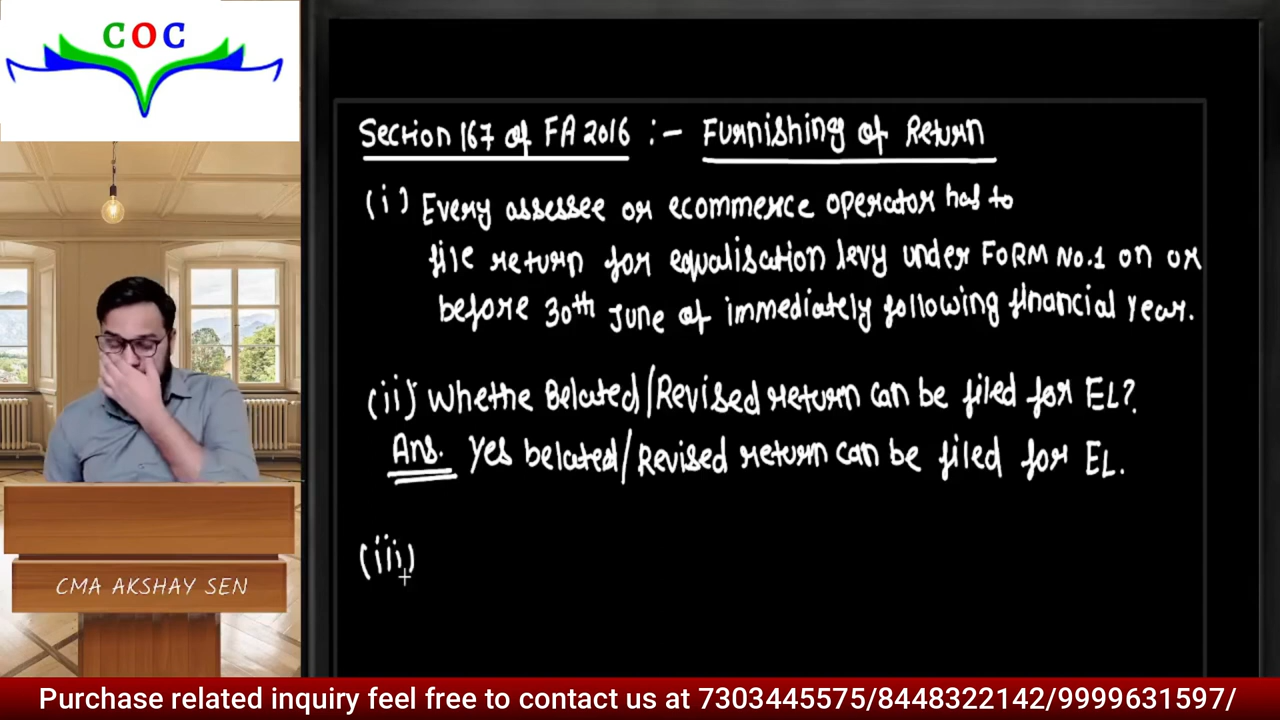 COC
Section 167 of FA 2016 :- Furnishing of Return
(i) Every assessee or ecommerce operator has to
file return for equalisation levy under FORM No.1 on or
before 30th June of immediately following financial year.
(ii) Whethe Belated/Revised return can be filed for EL?
Ans. Yes belated/Revised return can be filed for EL.
(iii)
CMA AKSHAY SEN
Purchase related inquiry feel free to contact us at 7303445575/8448322142/9999631597/